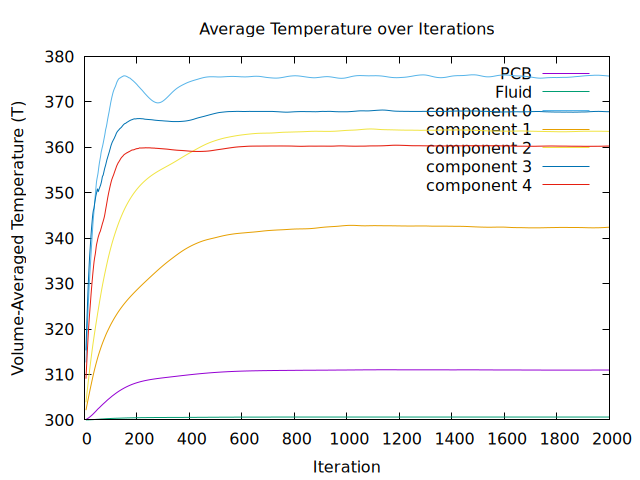 Average Temperature over Iterations
Volume-Averaged Temperature (T)
380
370
360
350
340
330
320
310
300
PCB
Fluid
component 0
component 1
component 2
component 3
component 4
0 200 400 600 800 1000 1200 1400 1600 1800 2000
Iteration